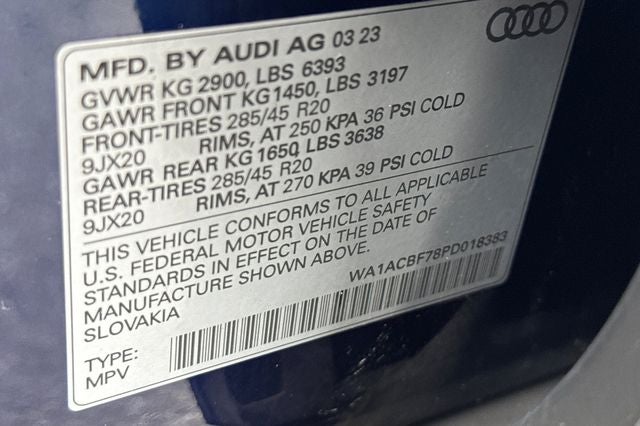 MFD. BY AUDI AG 03 23
GVWR KG 2900, LBS 6393
GAWR FRONT KG1450, LBS 3197
FRONT-TIRES 285/45 R20
9JX20 RIMS, AT 250 KPA 36 PSI COLD
GAWR REAR KG 1650, LBS 3638
REAR-TIRES 285/45 R20
9JX20 RIMS, AT 270 KPA 39 PSI COLD
THIS VEHICLE CONFORMS TO ALL APPLICABLE
U.S. FEDERAL MOTOR VEHICLE SAFETY
STANDARDS IN EFFECT ON THE DATE OF
MANUFACTURE SHOWN ABOVE.
SLOVAKIA WA1ACBF78PD018383
TYPE:
MPV